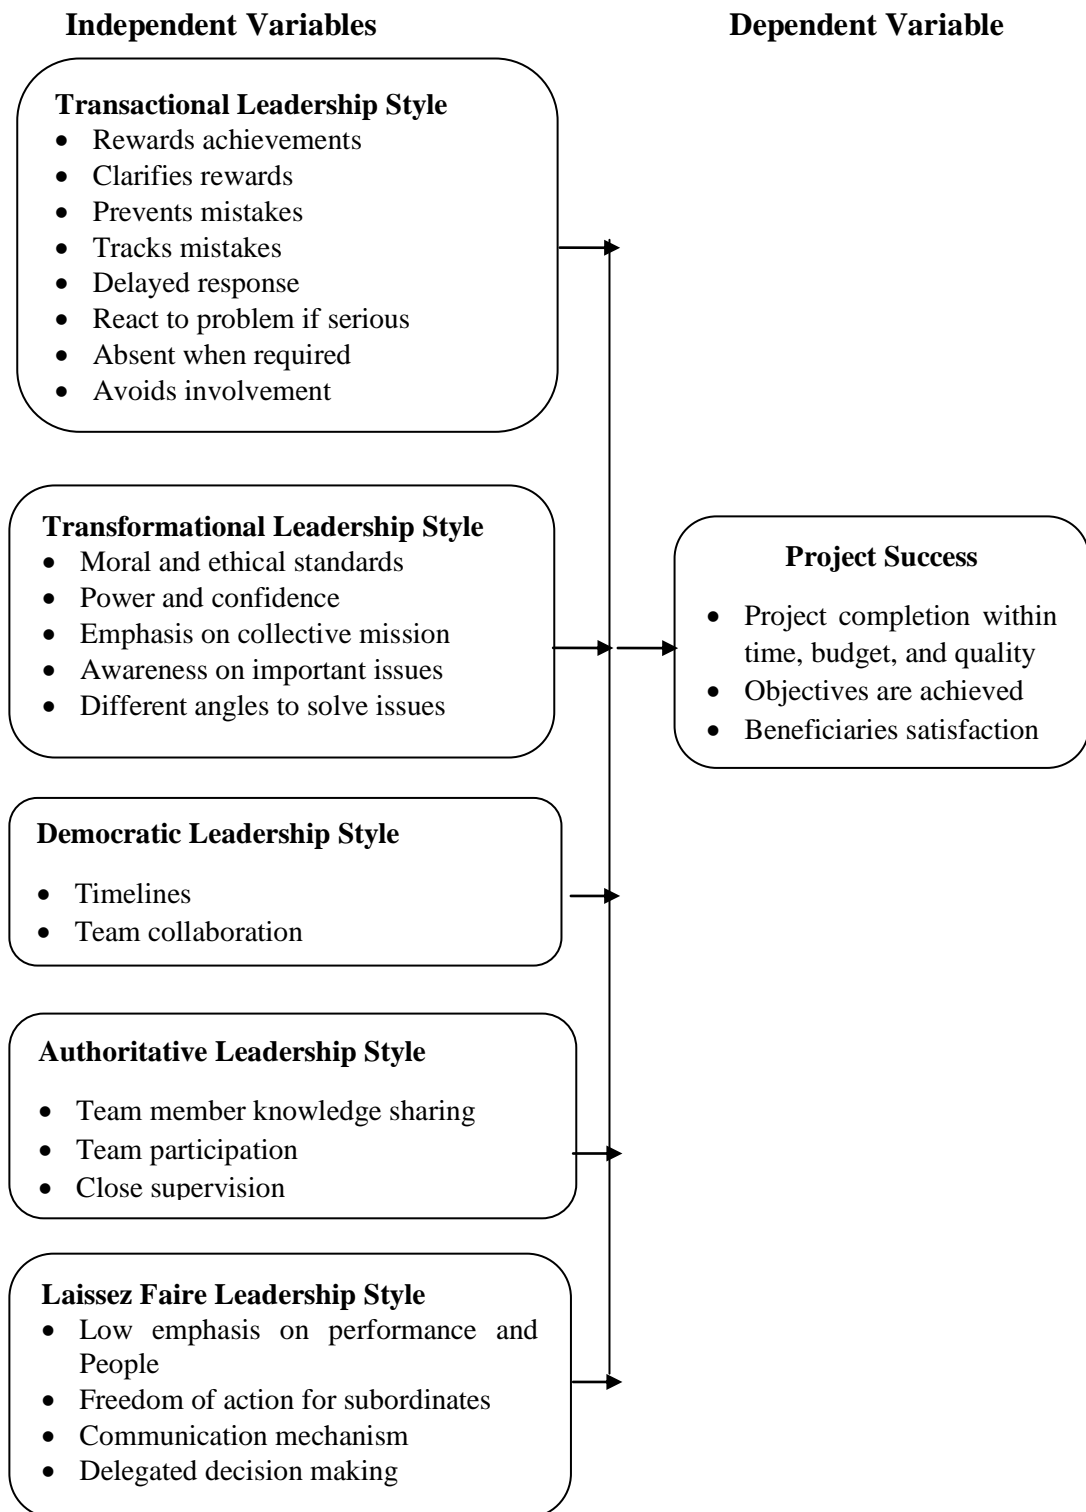 Independent Variables
Dependent Variable
Transactional Leadership Style
• Rewards achievements
• Clarifies rewards
• Prevents mistakes
• Tracks mistakes
• Delayed response
• React to problem if serious
• Absent when required
• Avoids involvement
Transformational Leadership Style
• Moral and ethical standards
• Power and confidence
• Emphasis on collective mission
• Awareness on important issues
• Different angles to solve issues
Project Success
• Project completion within
time, budget, and quality
• Objectives are achieved
• Beneficiaries satisfaction
Democratic Leadership Style
• Timelines
• Team collaboration
Authoritative Leadership Style
• Team member knowledge sharing
• Team participation
• Close supervision
Laissez Faire Leadership Style
• Low emphasis on performance and
People
• Freedom of action for subordinates
• Communication mechanism
• Delegated decision making